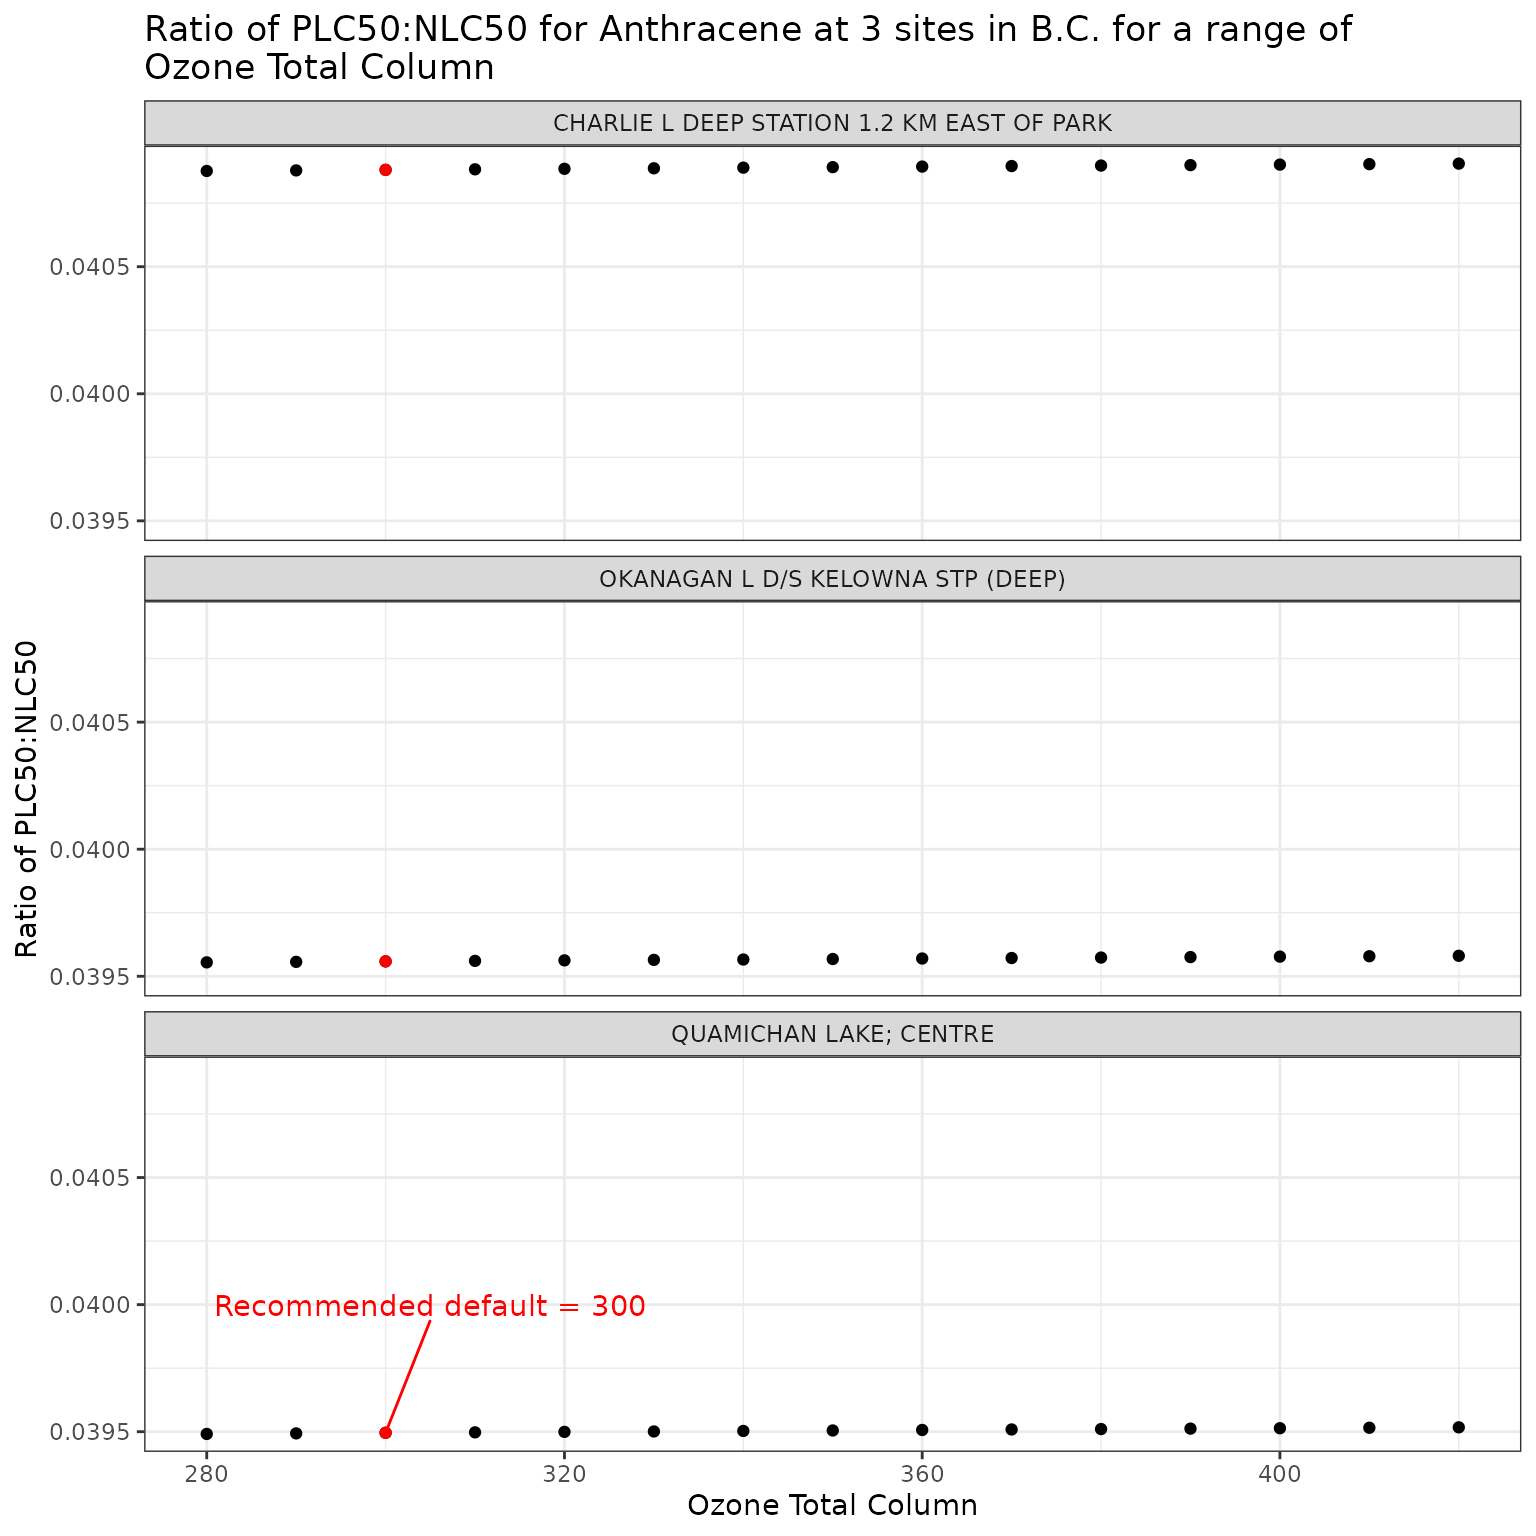 Ratio of PLC50:NLC50 for Anthracene at 3 sites in B.C. for a range of
Ozone Total Column
CHARLIE L DEEP STATION 1.2 KM EAST OF PARK
0.0405
0.0400
0.0395
OKANAGAN L D/S KELOWNA STP (DEEP)
0.0405
0.0400
0.0395
Ratio of PLC50:NLC50
QUAMICHAN LAKE; CENTRE
0.0405
0.0400
Recommended default = 300
0.0395
280 320 360 400
Ozone Total Column